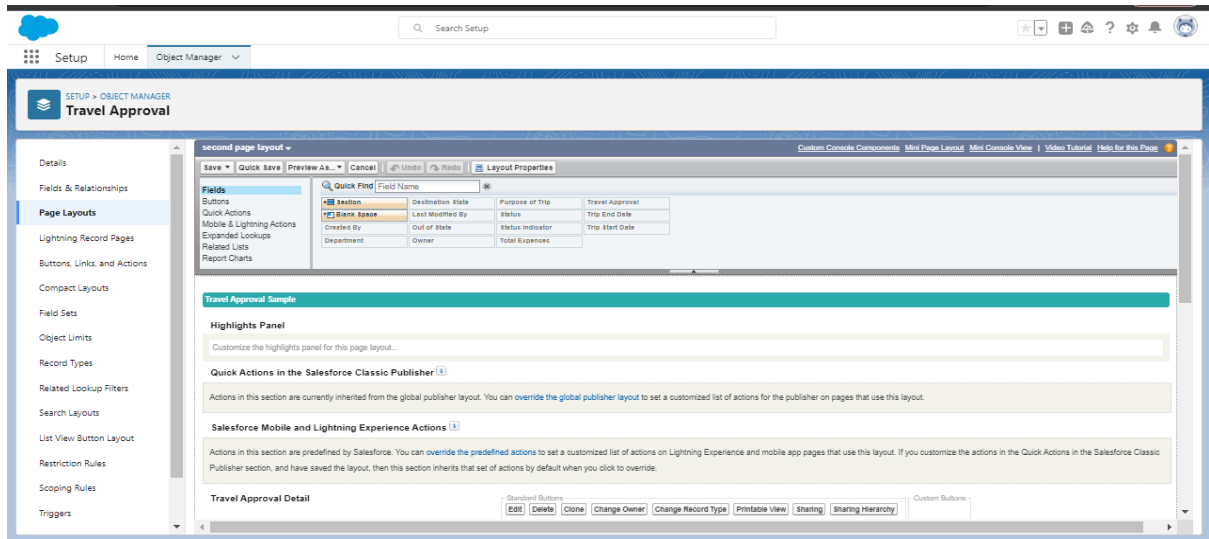 Search Setup
Setup Home Object Manager
SETUP > OBJECT MANAGER
Travel Approval
Details
Fields & Relationships
Page Layouts
Lightning Record Pages
Buttons, Links, and Actions
Compact Layouts
Field Sets
Object Limits
Record Types
Related Lookup Filters
Search Layouts
List View Button Layout
Restriction Rules
Scoping Rules
Triggers
second page layout Custom Console Components Mini Page Layout Mini Console View | Video Tutorial Help for this Page ?
Save Quick Save Preview As... Cancel Undo Redo Layout Properties
Fields
Buttons
Quick Actions
Mobile & Lightning Actions
Expanded Lookups
Related Lists
Report Charts
Quick Find Field Name
Section Destination State Purpose of Trip Travel Approval
Blank Space Last Modified By Status Trip End Date
Created By Out of State Status Indicator Trip Start Date
Department Owner Total Expenses
Travel Approval Sample
Highlights Panel
Customize the highlights panel for this page layout...
Quick Actions in the Salesforce Classic Publisher i
Actions in this section are currently inherited from the global publisher layout. You can override the global publisher layout to set a customized list of actions for the publisher on pages that use this layout.
Salesforce Mobile and Lightning Experience Actions i
Actions in this section are predefined by Salesforce. You can override the predefined actions to set a customized list of actions on Lightning Experience and mobile app pages that use this layout. If you customize the actions in the Quick Actions in the Salesforce Classic
Publisher section, and have saved the layout, then this section inherits that set of actions by default when you click to override.
Travel Approval Detail
Standard Buttons
Edit Delete Clone Change Owner Change Record Type Printable View Sharing Sharing Hierarchy
Custom Buttons